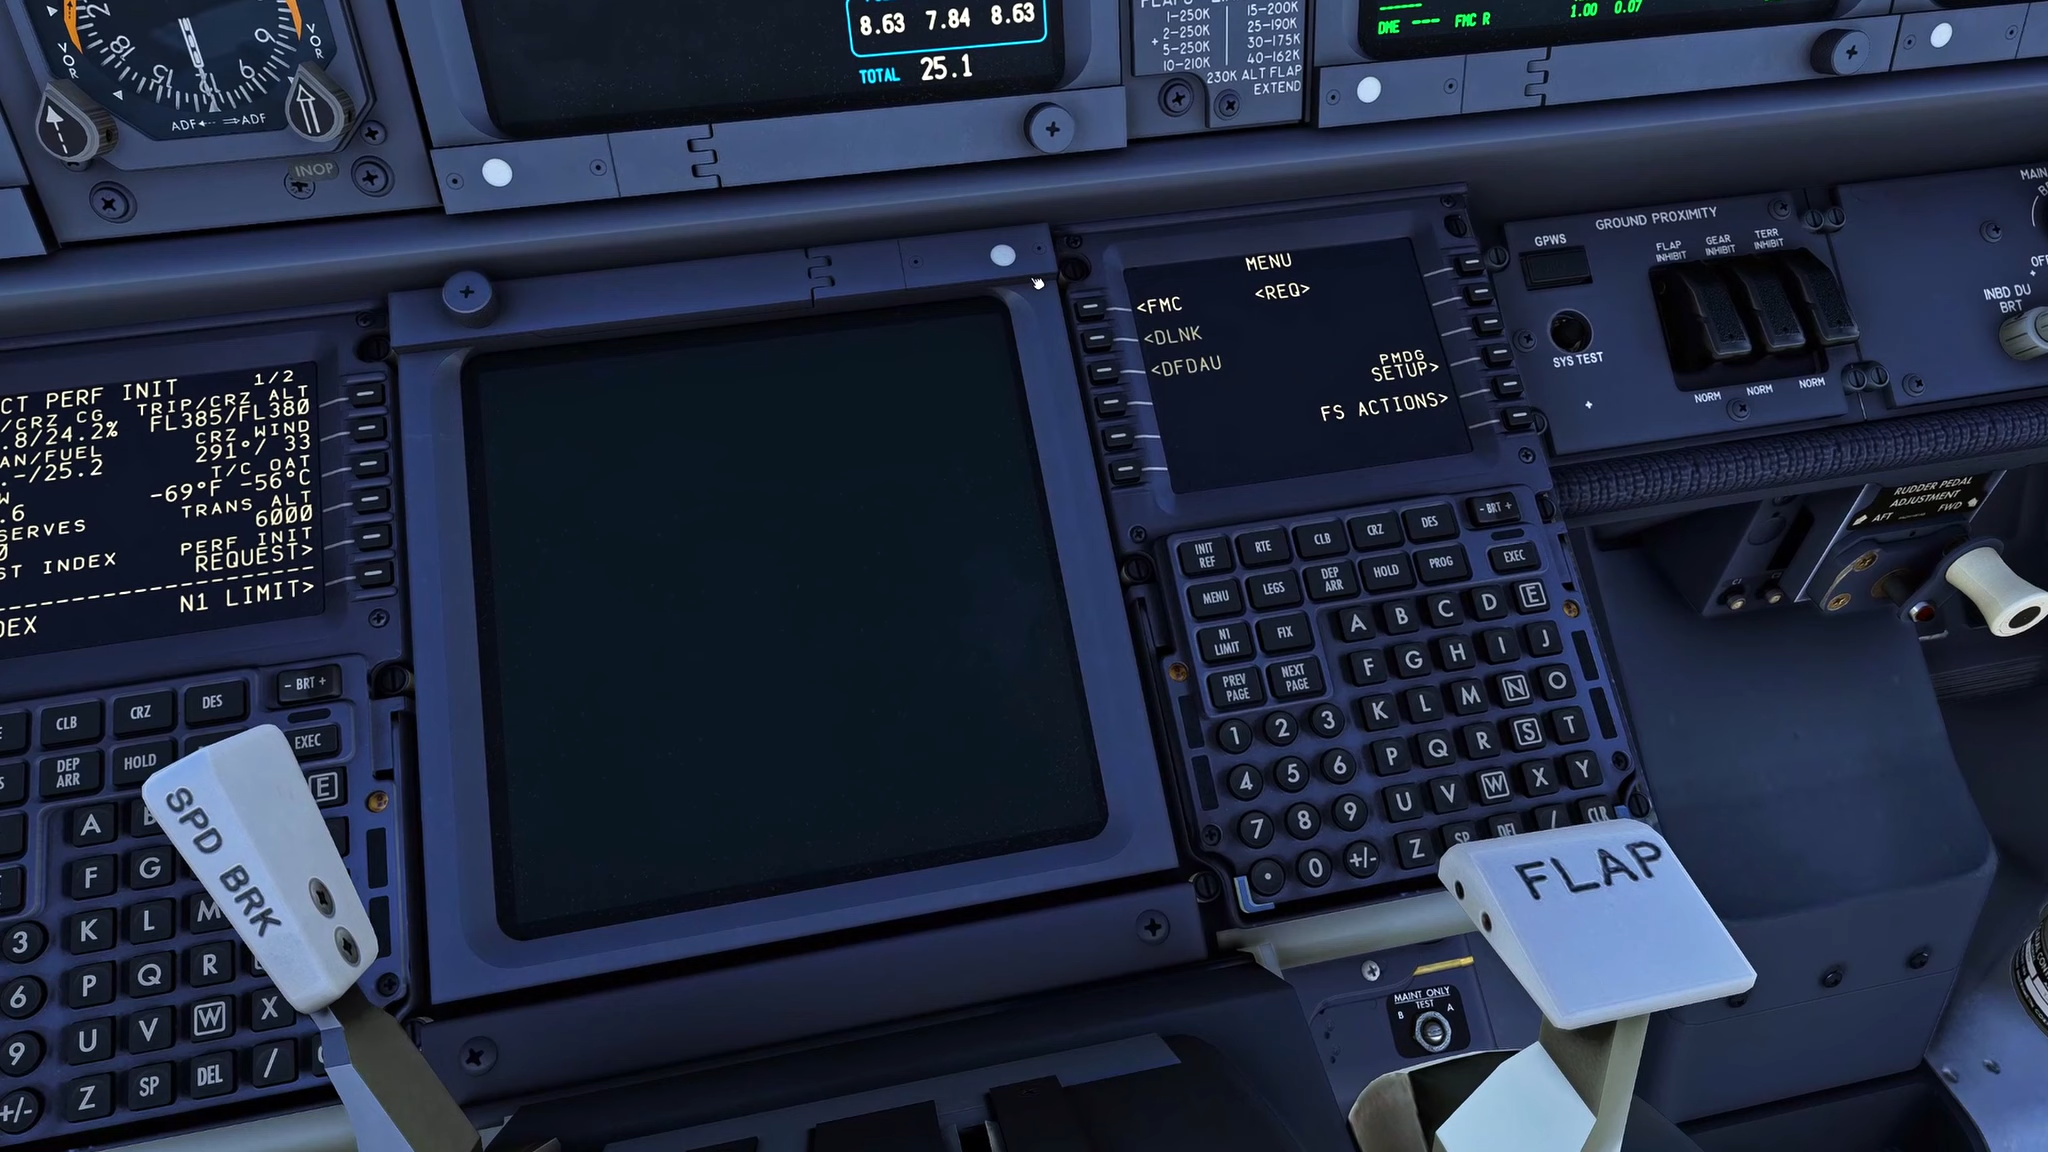 8.63 7.84 8.63
TOTAL 25.1
1-250K 15-200K
2-250K 25-190K
5-250K 30-175K
10-210K 40-162K
230K ALT FLAP
EXTEND
DME --- FMC R
1.00 0.07
VOR
VOR
ADF ADF
INOP
CT PERF INIT 1/2
/CRZ CG TRIP/CRZ ALT
.8/24.2% FL385/FL380
AN/FUEL CRZ WIND
.-/25.2 291°/ 33
T/C OAT
.6 -69°F -56°C
SERVES TRANS ALT
6000
ST INDEX PERF INIT
REQUEST>
DEX N1 LIMIT>
MENU
<FMC <REQ>
<DLNK
<DFDAU PMDG
SETUP>
FS ACTIONS>
GROUND PROXIMITY
GPWS
FLAP INHIBIT
GEAR INHIBIT
TERR INHIBIT
SYS TEST
NORM NORM NORM
INBD DU
BRT
RUDDER PEDAL
ADJUSTMENT
AFT FWD
INIT REF RTE CLB CRZ DES - BRT +
MENU LEGS DEP ARR HOLD PROG EXEC
N1 LIMIT FIX A B C D E
PREV PAGE NEXT PAGE F G H I J
1 2 3 K L M N O
4 5 6 P Q R S T
7 8 9 U V W X Y
. 0 +/- Z SP DEL / CLR
CLB CRZ DES - BRT +
DEP ARR HOLD EXEC
A B E
F G
3 K L M
6 P Q R
9 U V W X
+/- Z SP DEL /
SPD BRK
FLAP
MAINT ONLY
TEST
B A